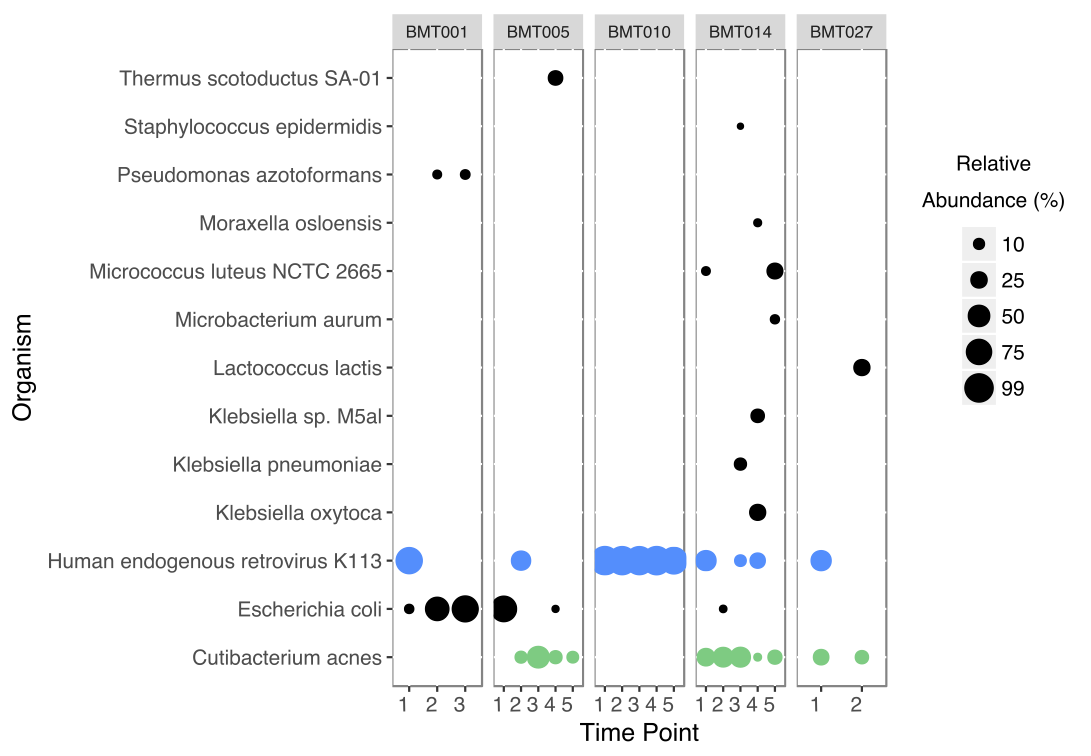 BMT001 BMT005 BMT010 BMT014 BMT027
Thermus scotoductus SA-01
Staphylococcus epidermidis
Pseudomonas azotoformans
Moraxella osloensis
Micrococcus luteus NCTC 2665
Microbacterium aurum
Lactococcus lactis
Klebsiella sp. M5al
Klebsiella pneumoniae
Klebsiella oxytoca
Human endogenous retrovirus K113
Escherichia coli
Cutibacterium acnes
Organism
1 2 3 1 2 3 4 5 1 2 3 4 5 1 2 3 4 5 1 2
Time Point
Relative
Abundance (%)
10
25
50
75
99